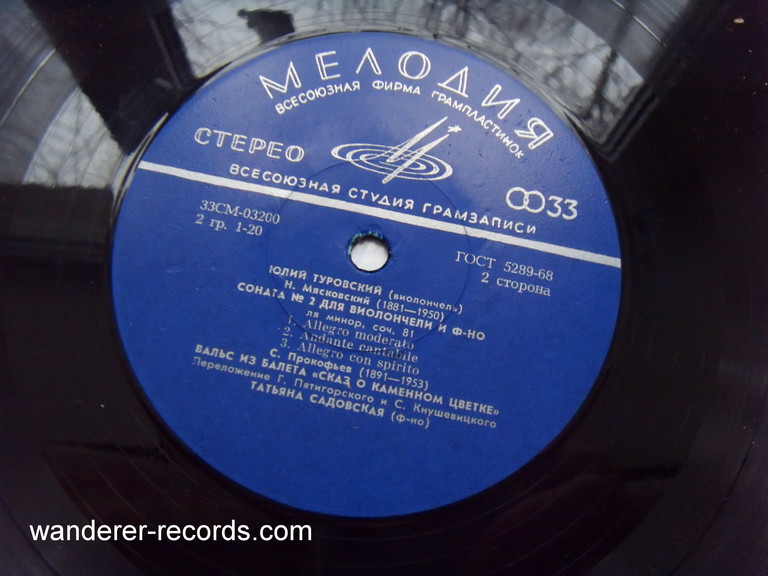 МЕЛОДИЯ
ВСЕСОЮЗНАЯ ФИРМА ГРАМПЛАСТИНОК
СТЕРЕО
33
ВСЕСОЮЗНАЯ СТУДИЯ ГРАМЗАПИСИ
33СМ-03200
2 гр. 1-20
ГОСТ 5289-68
2 сторона
ЮЛИЙ ТУРОВСКИЙ (виолончель)
Н. Мясковский (1881—1950)
СОНАТА № 2 ДЛЯ ВИОЛОНЧЕЛИ И Ф-НО
ля минор, соч. 81
1. Allegro moderato
2. Andante cantabile
3. Allegro con spirito
С. Прокофьев (1891—1953)
ВАЛЬС ИЗ БАЛЕТА «СКАЗ О КАМЕННОМ ЦВЕТКЕ»
Переложение Г. Пятигорского и С. Кнушевицкого
ТАТЬЯНА САДОВСКАЯ (ф-но)
wanderer-records.com